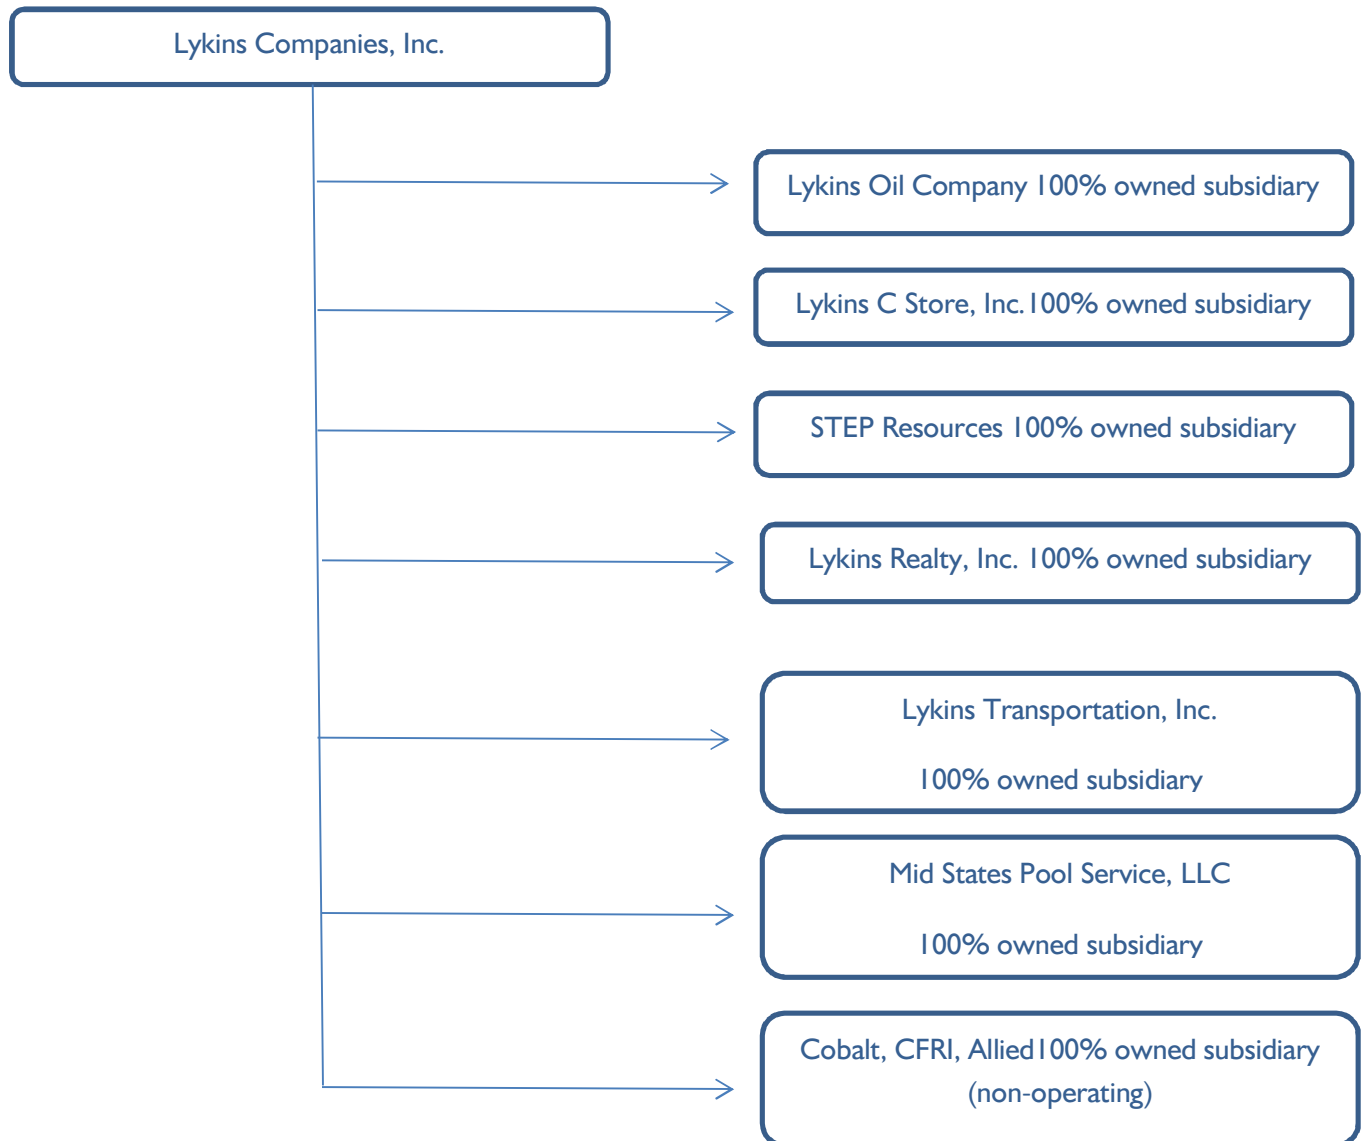 Lykins Companies, Inc.
Lykins Oil Company 100% owned subsidiary
Lykins C Store, Inc.100% owned subsidiary
STEP Resources 100% owned subsidiary
Lykins Realty, Inc. 100% owned subsidiary
Lykins Transportation, Inc.
100% owned subsidiary
Mid States Pool Service, LLC
100% owned subsidiary
Cobalt, CFRI, Allied100% owned subsidiary
(non-operating)